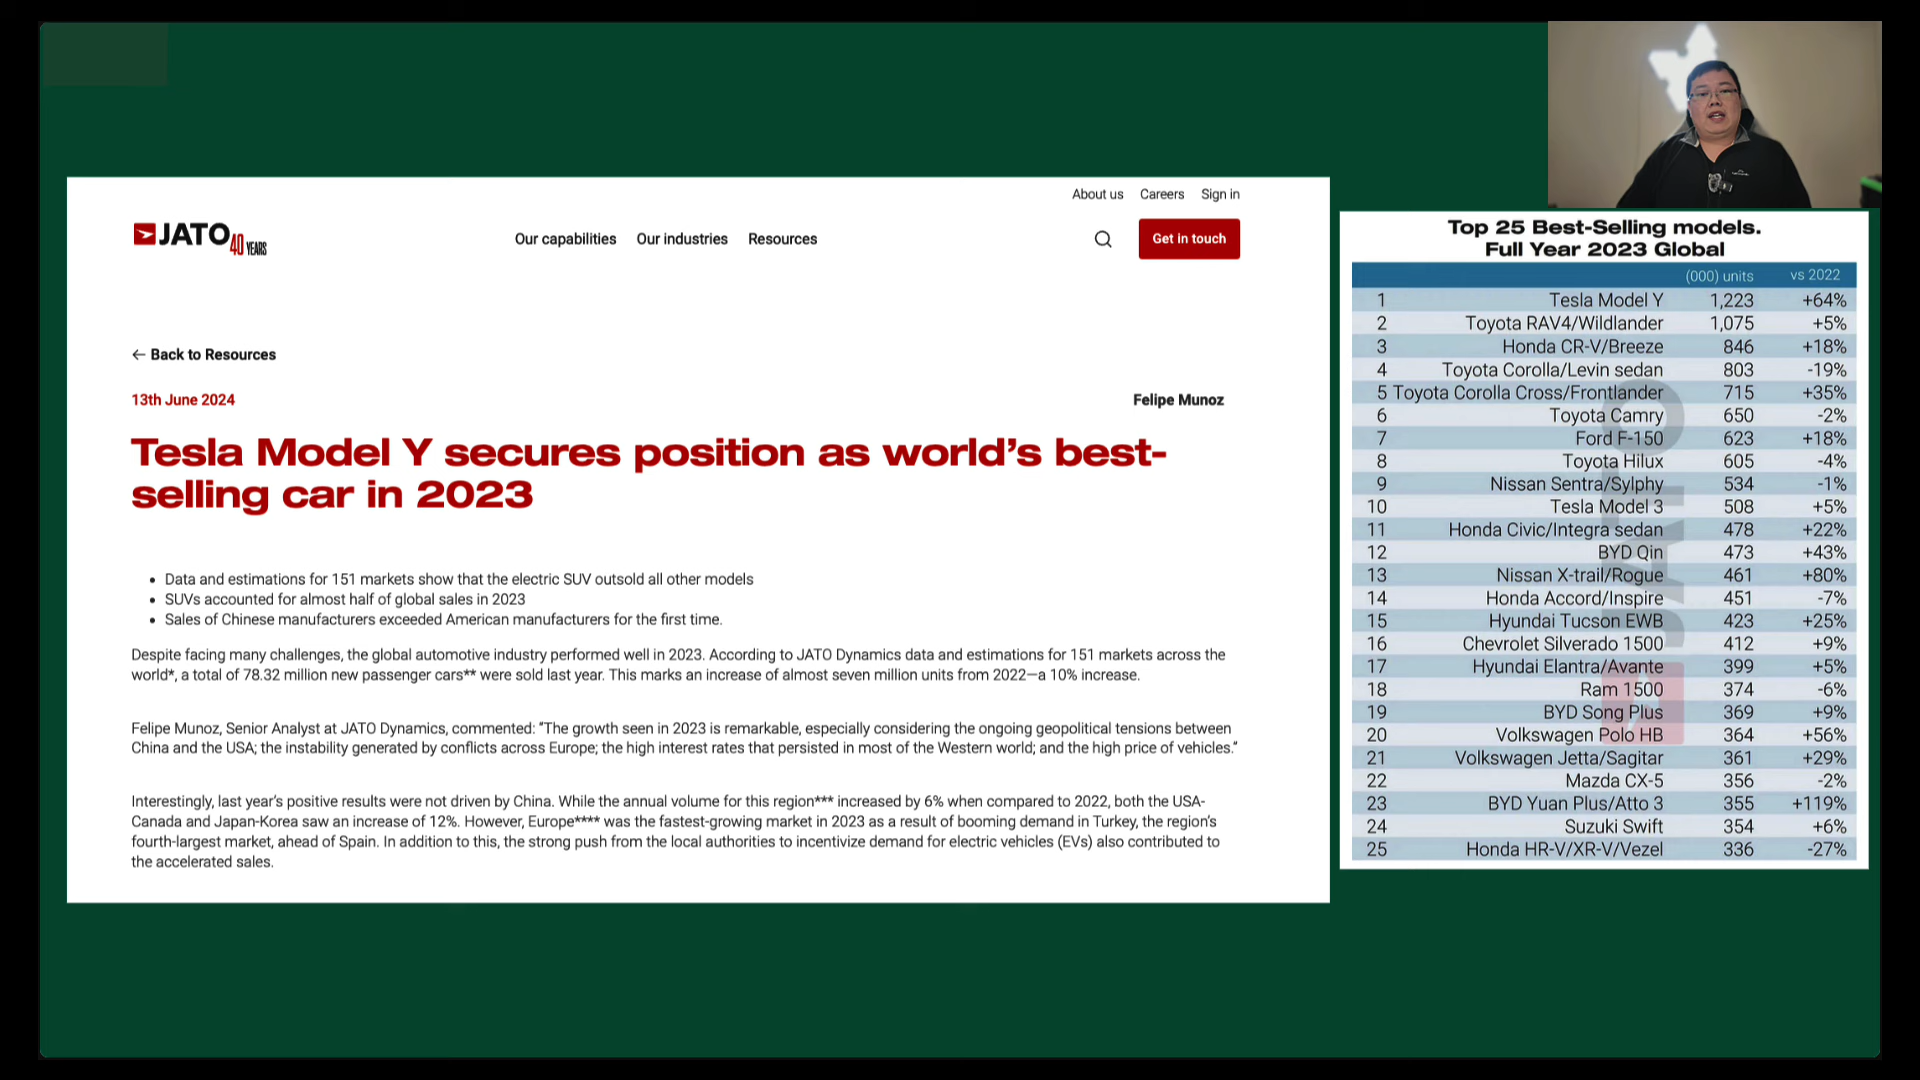 About us Careers Sign in
JATO 40 YEARS
Our capabilities Our industries Resources
Get in touch
← Back to Resources
13th June 2024 Felipe Munoz
Tesla Model Y secures position as world's best-
selling car in 2023
• Data and estimations for 151 markets show that the electric SUV outsold all other models
• SUVs accounted for almost half of global sales in 2023
• Sales of Chinese manufacturers exceeded American manufacturers for the first time.
Despite facing many challenges, the global automotive industry performed well in 2023. According to JATO Dynamics data and estimations for 151 markets across the
world*, a total of 78.32 million new passenger cars** were sold last year. This marks an increase of almost seven million units from 2022—a 10% increase.
Felipe Munoz, Senior Analyst at JATO Dynamics, commented: "The growth seen in 2023 is remarkable, especially considering the ongoing geopolitical tensions between
China and the USA; the instability generated by conflicts across Europe; the high interest rates that persisted in most of the Western world; and the high price of vehicles."
Interestingly, last year's positive results were not driven by China. While the annual volume for this region*** increased by 6% when compared to 2022, both the USA-
Canada and Japan-Korea saw an increase of 12%. However, Europe**** was the fastest-growing market in 2023 as a result of booming demand in Turkey, the region's
fourth-largest market, ahead of Spain. In addition to this, the strong push from the local authorities to incentivize demand for electric vehicles (EVs) also contributed to
the accelerated sales.
Top 25 Best-Selling models.
Full Year 2023 Global
(000) units vs 2022
1 Tesla Model Y 1,223 +64%
2 Toyota RAV4/Wildlander 1,075 +5%
3 Honda CR-V/Breeze 846 +18%
4 Toyota Corolla/Levin sedan 803 -19%
5 Toyota Corolla Cross/Frontlander 715 +35%
6 Toyota Camry 650 -2%
7 Ford F-150 623 +18%
8 Toyota Hilux 605 -4%
9 Nissan Sentra/Sylphy 534 -1%
10 Tesla Model 3 508 +5%
11 Honda Civic/Integra sedan 478 +22%
12 BYD Qin 473 +43%
13 Nissan X-trail/Rogue 461 +80%
14 Honda Accord/Inspire 451 -7%
15 Hyundai Tucson EWB 423 +25%
16 Chevrolet Silverado 1500 412 +9%
17 Hyundai Elantra/Avante 399 +5%
18 Ram 1500 374 -6%
19 BYD Song Plus 369 +9%
20 Volkswagen Polo HB 364 +56%
21 Volkswagen Jetta/Sagitar 361 +29%
22 Mazda CX-5 356 -2%
23 BYD Yuan Plus/Atto 3 355 +119%
24 Suzuki Swift 354 +6%
25 Honda HR-V/XR-V/Vezel 336 -27%
JATO